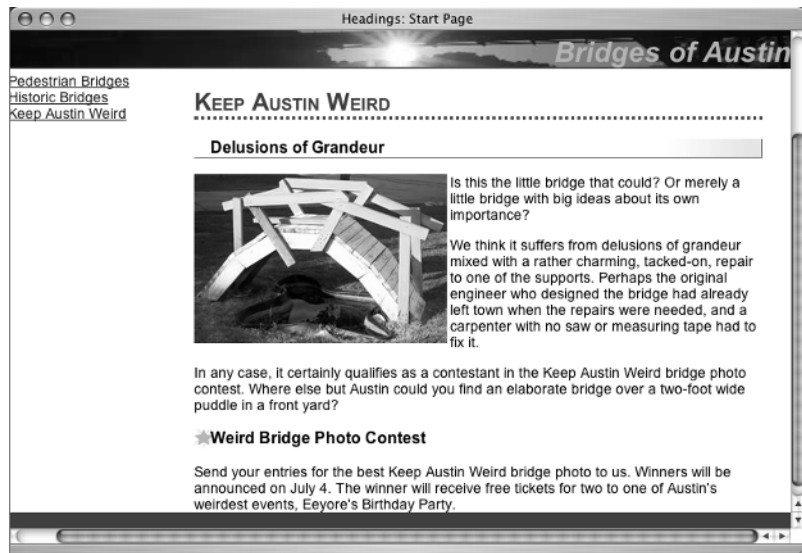 Headings: Start Page
Bridges of Austin
Pedestrian Bridges
Historic Bridges
Keep Austin Weird
KEEP AUSTIN WEIRD
Delusions of Grandeur
Is this the little bridge that could? Or merely a
little bridge with big ideas about its own
importance?
We think it suffers from delusions of grandeur
mixed with a rather charming, tacked-on, repair
to one of the supports. Perhaps the original
engineer who designed the bridge had already
left town when the repairs were needed, and a
carpenter with no saw or measuring tape had to
fix it.
In any case, it certainly qualifies as a contestant in the Keep Austin Weird bridge photo
contest. Where else but Austin could you find an elaborate bridge over a two-foot wide
puddle in a front yard?
Weird Bridge Photo Contest
Send your entries for the best Keep Austin Weird bridge photo to us. Winners will be
announced on July 4. The winner will receive free tickets for two to one of Austin's
weirdest events, Eeyore's Birthday Party.